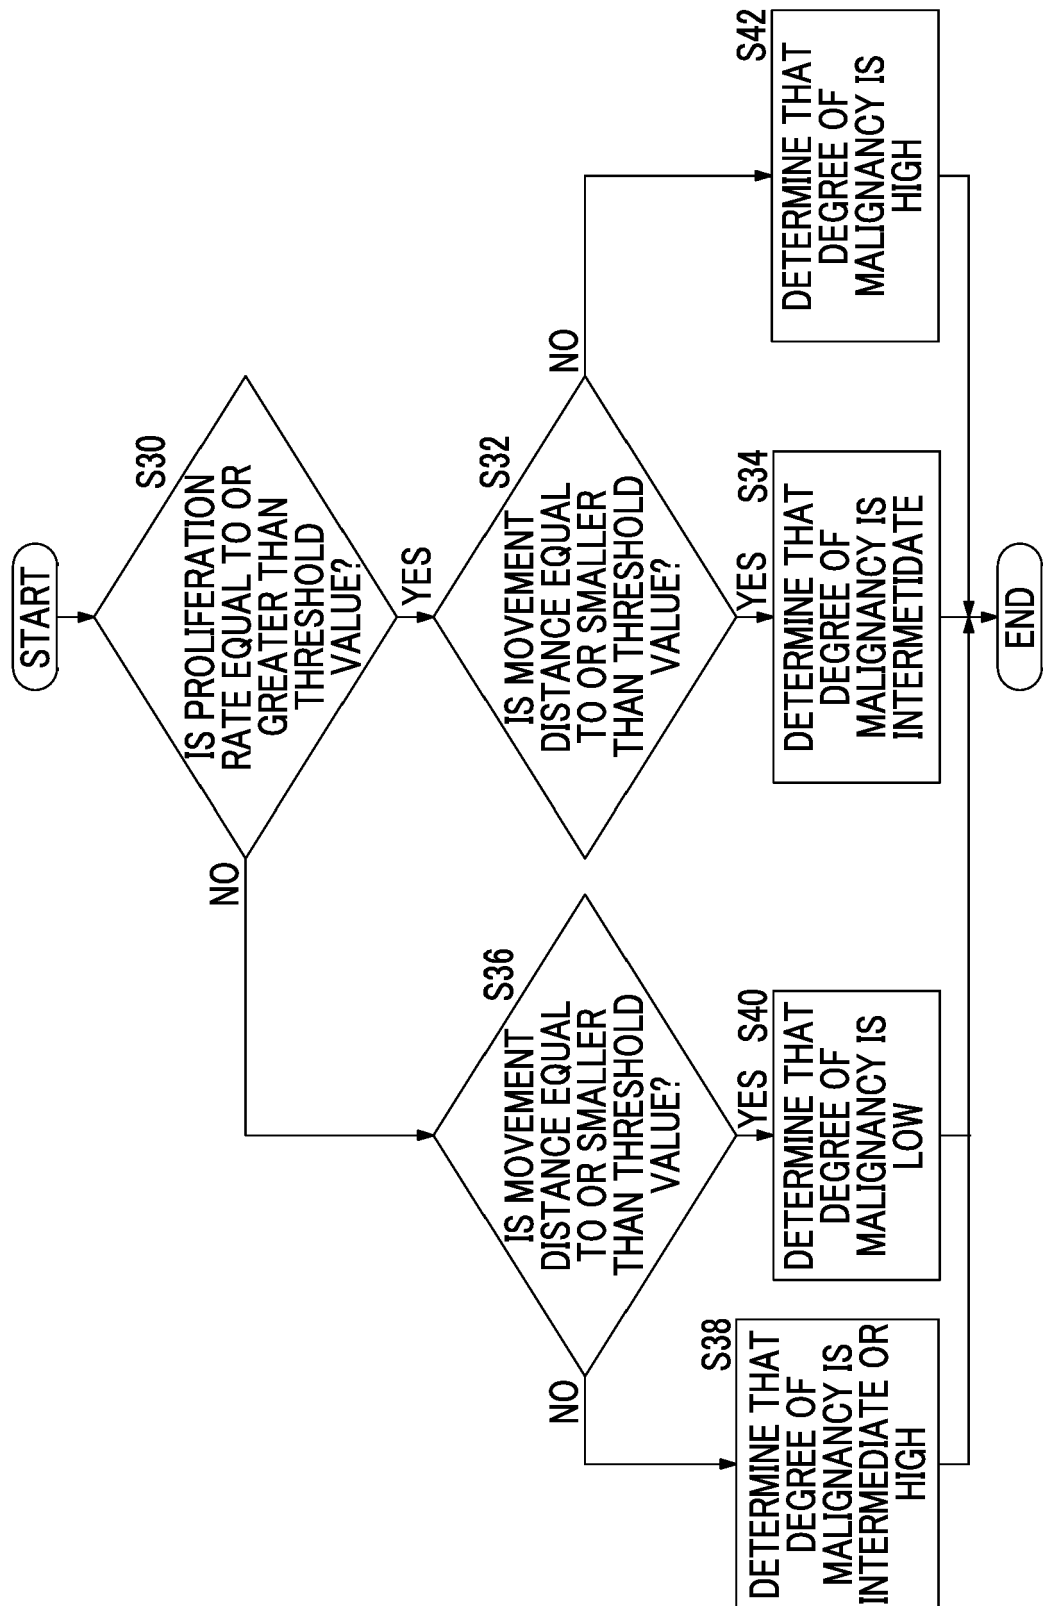 START
S30
IS PROLIFERATION
RATE EQUAL TO OR
GREATER THAN
THRESHOLD
VALUE?
NO
YES
S36
IS MOVEMENT
DISTANCE EQUAL
TO OR SMALLER
THAN THRESHOLD
VALUE?
S32
IS MOVEMENT
DISTANCE EQUAL
TO OR SMALLER
THAN THRESHOLD
VALUE?
NO
YES
YES
NO
S38
DETERMINE THAT
DEGREE OF
MALIGNANCY IS
INTERMEDIATE OR
HIGH
S40
DETERMINE THAT
DEGREE OF
MALIGNANCY IS
LOW
S34
DETERMINE THAT
DEGREE OF
MALIGNANCY IS
INTERMETIDATE
S42
DETERMINE THAT
DEGREE OF
MALIGNANCY IS
HIGH
END